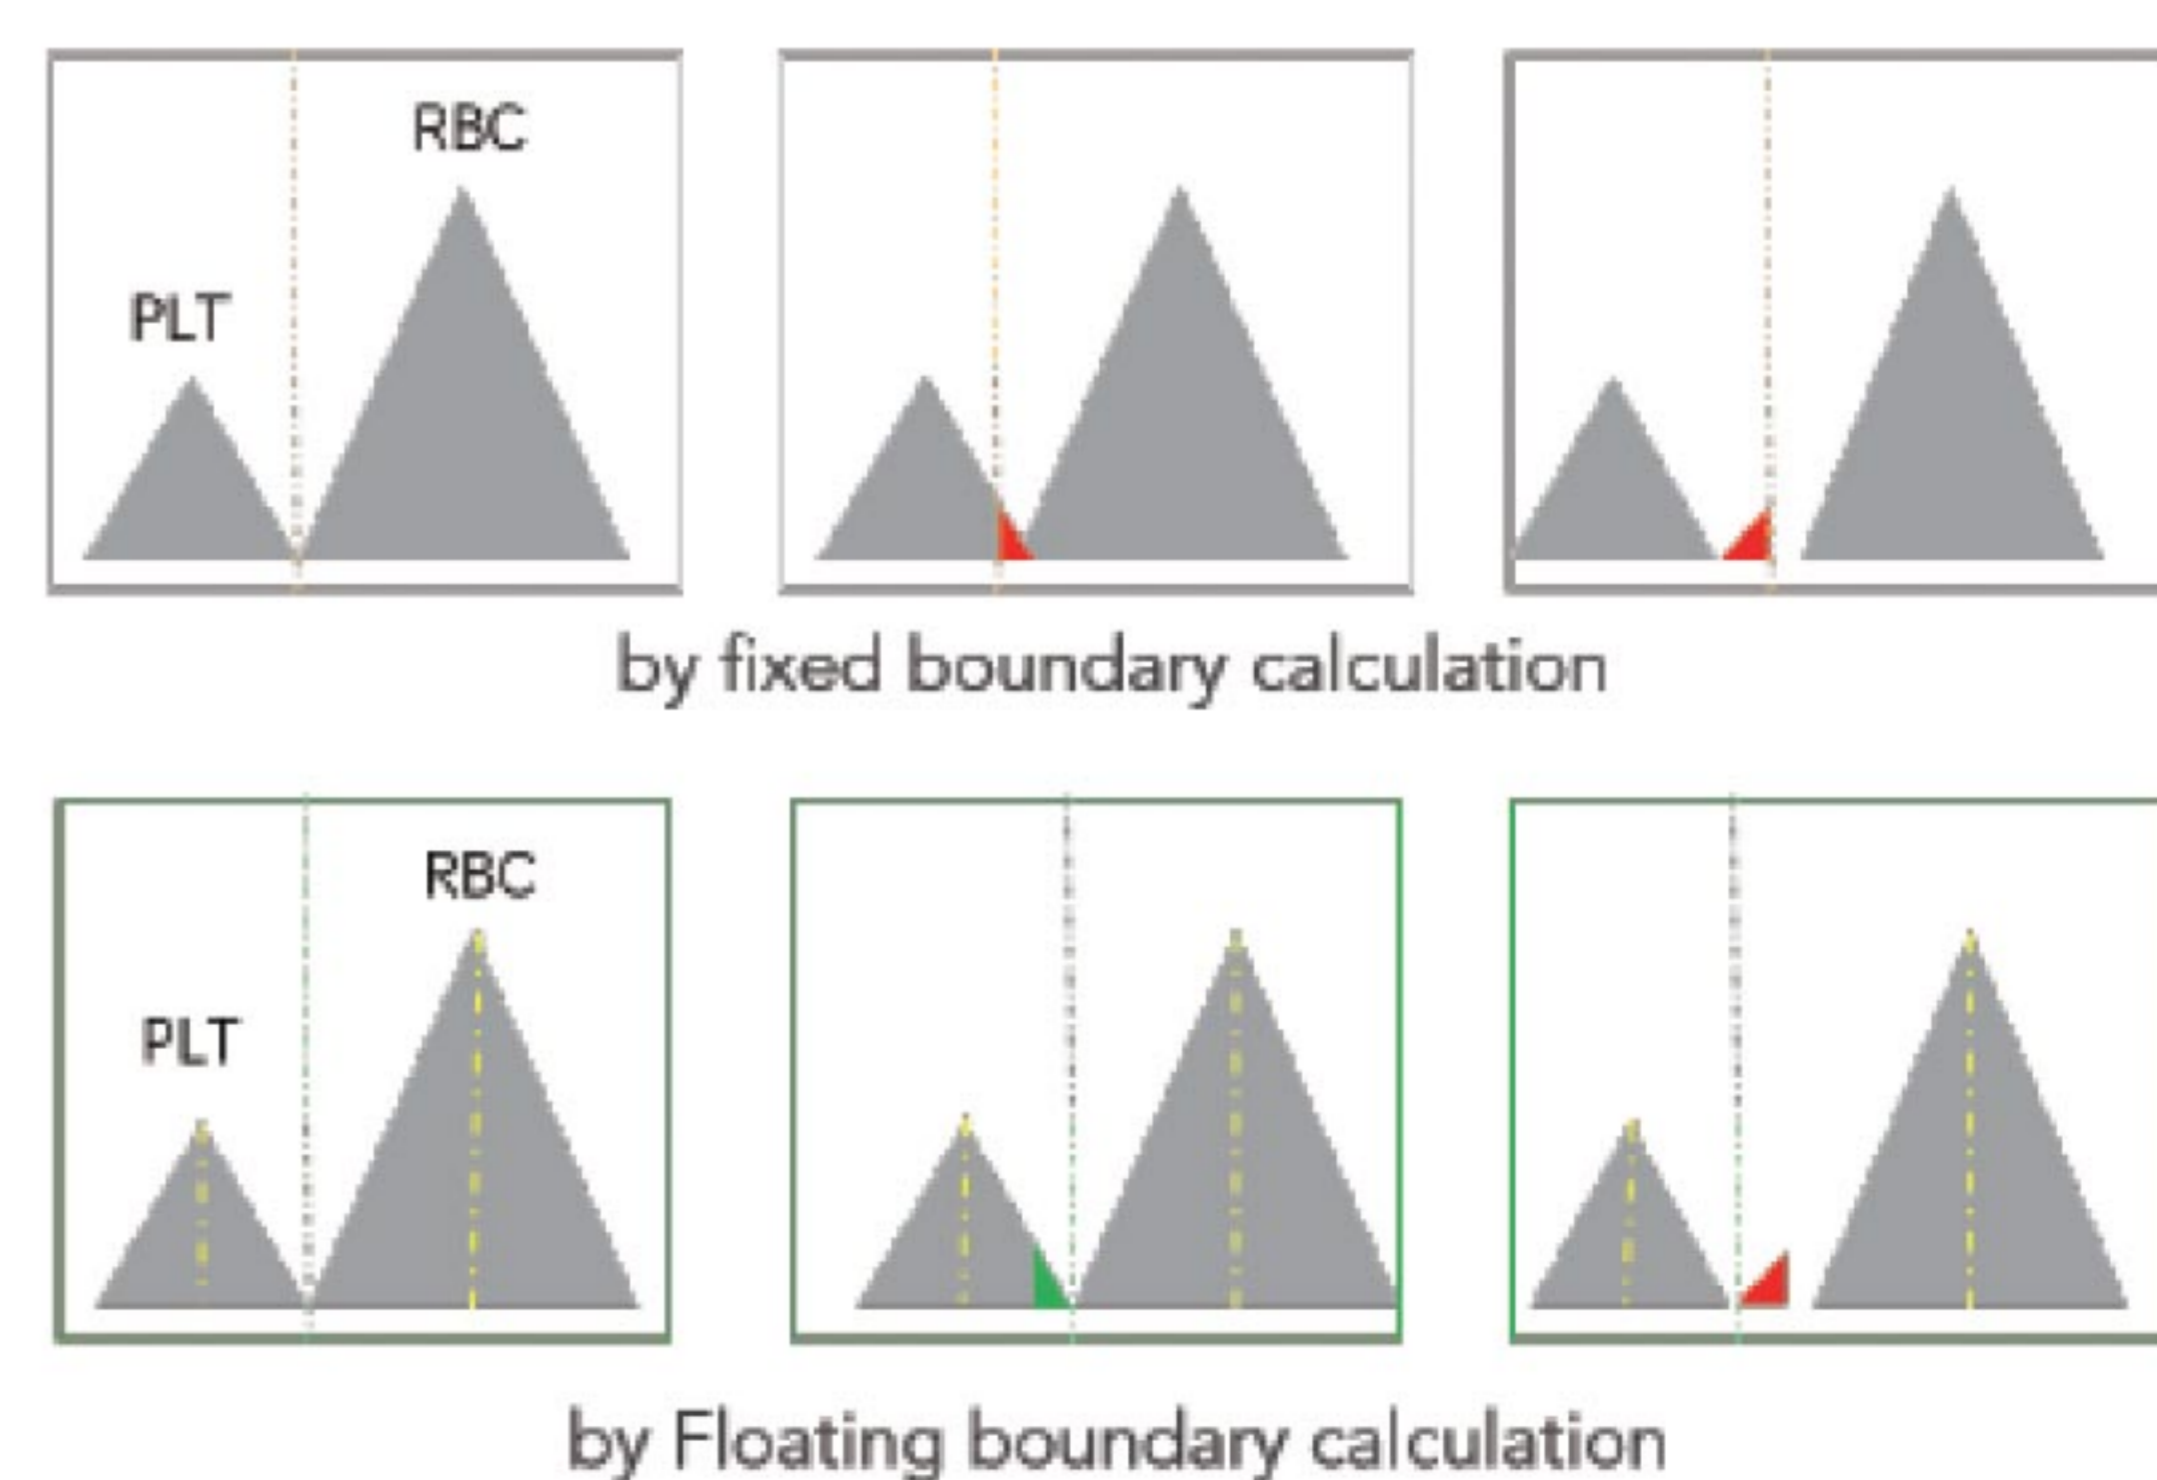 RBC
PLT
by fixed boundary calculation
RBC
PLT
by Floating boundary calculation